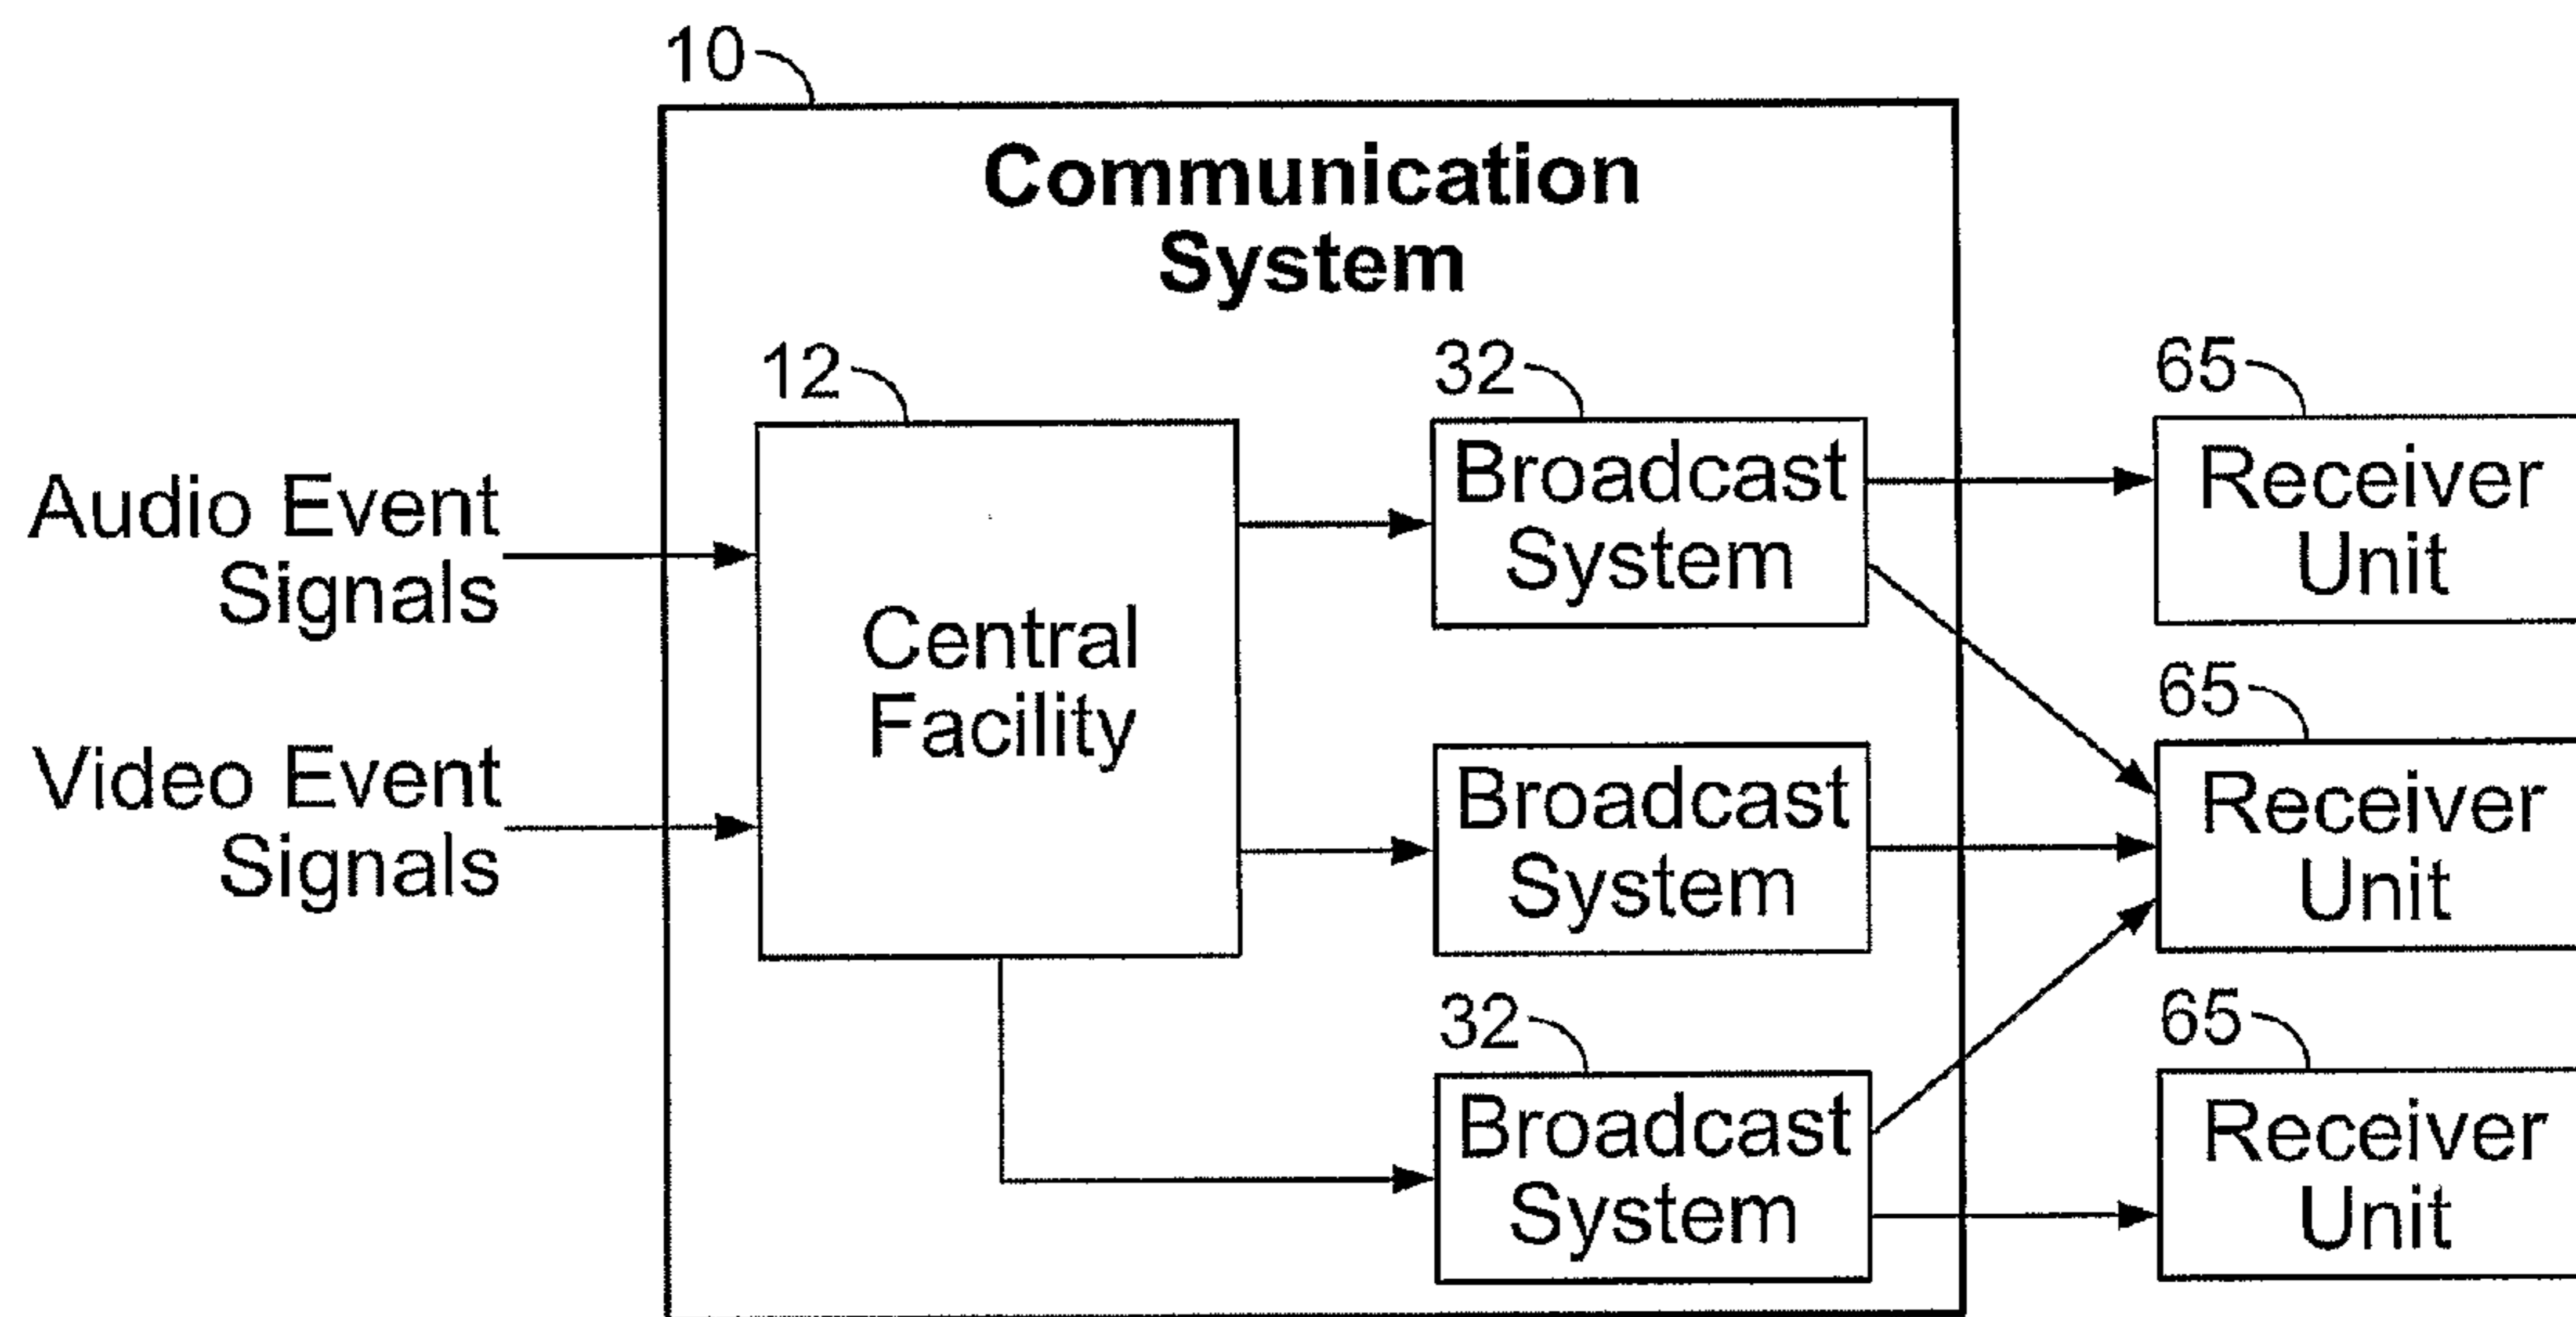 10
Communication
System
12
32
65
Audio Event
Signals
Central
Facility
Broadcast
System
Receiver
Unit
65
Video Event
Signals
Broadcast
System
Receiver
Unit
32
65
Broadcast
System
Receiver
Unit